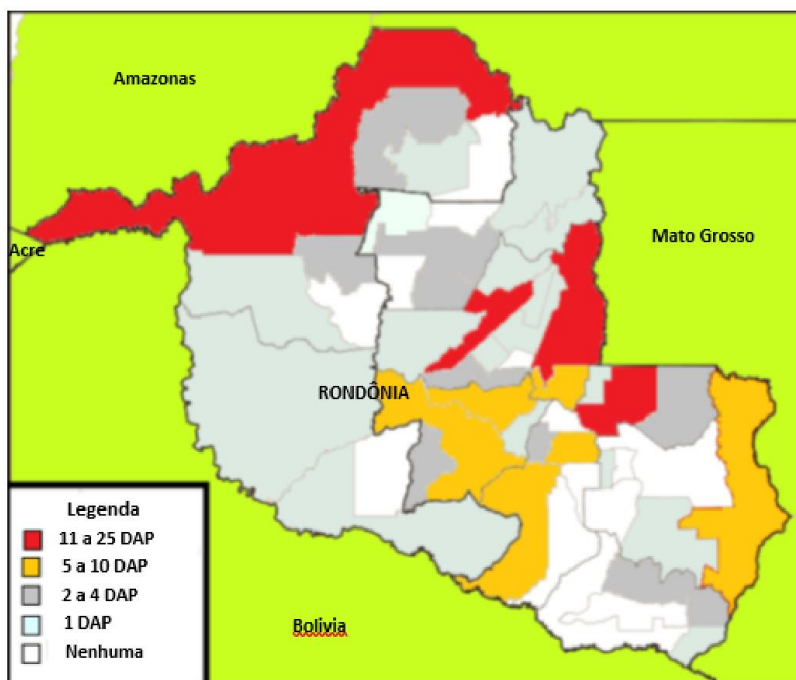 Amazonas
Acre
Mato Grosso
RONDÔNIA
Legenda
11 a 25 DAP
5 a 10 DAP
2 a 4 DAP
1 DAP
Nenhuma
Bolivia